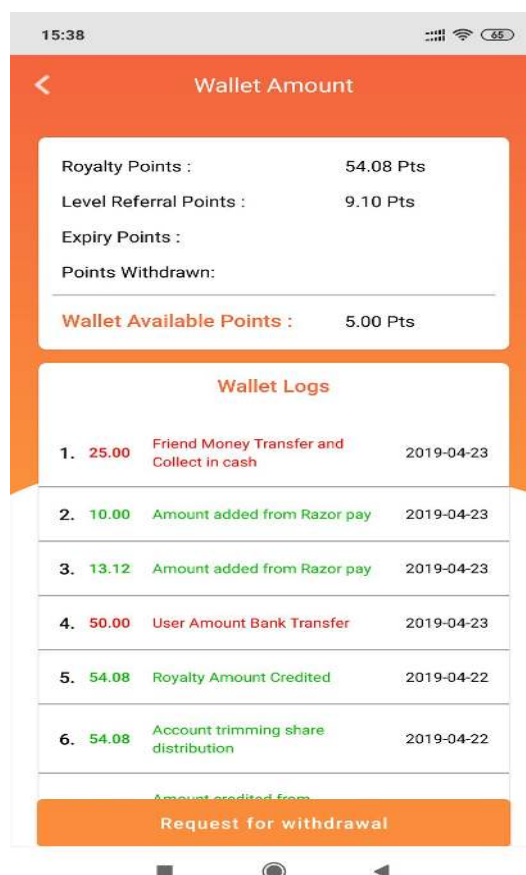 15:38
65
Wallet Amount
Royalty Points : 54.08 Pts
Level Referral Points : 9.10 Pts
Expiry Points :
Points Withdrawn:
Wallet Available Points : 5.00 Pts
Wallet Logs
1. 25.00 Friend Money Transfer and
Collect in cash 2019-04-23
2. 10.00 Amount added from Razor pay 2019-04-23
3. 13.12 Amount added from Razor pay 2019-04-23
4. 50.00 User Amount Bank Transfer 2019-04-23
5. 54.08 Royalty Amount Credited 2019-04-22
6. 54.08 Account trimming share
distribution 2019-04-22
Amount credited from
Request for withdrawal